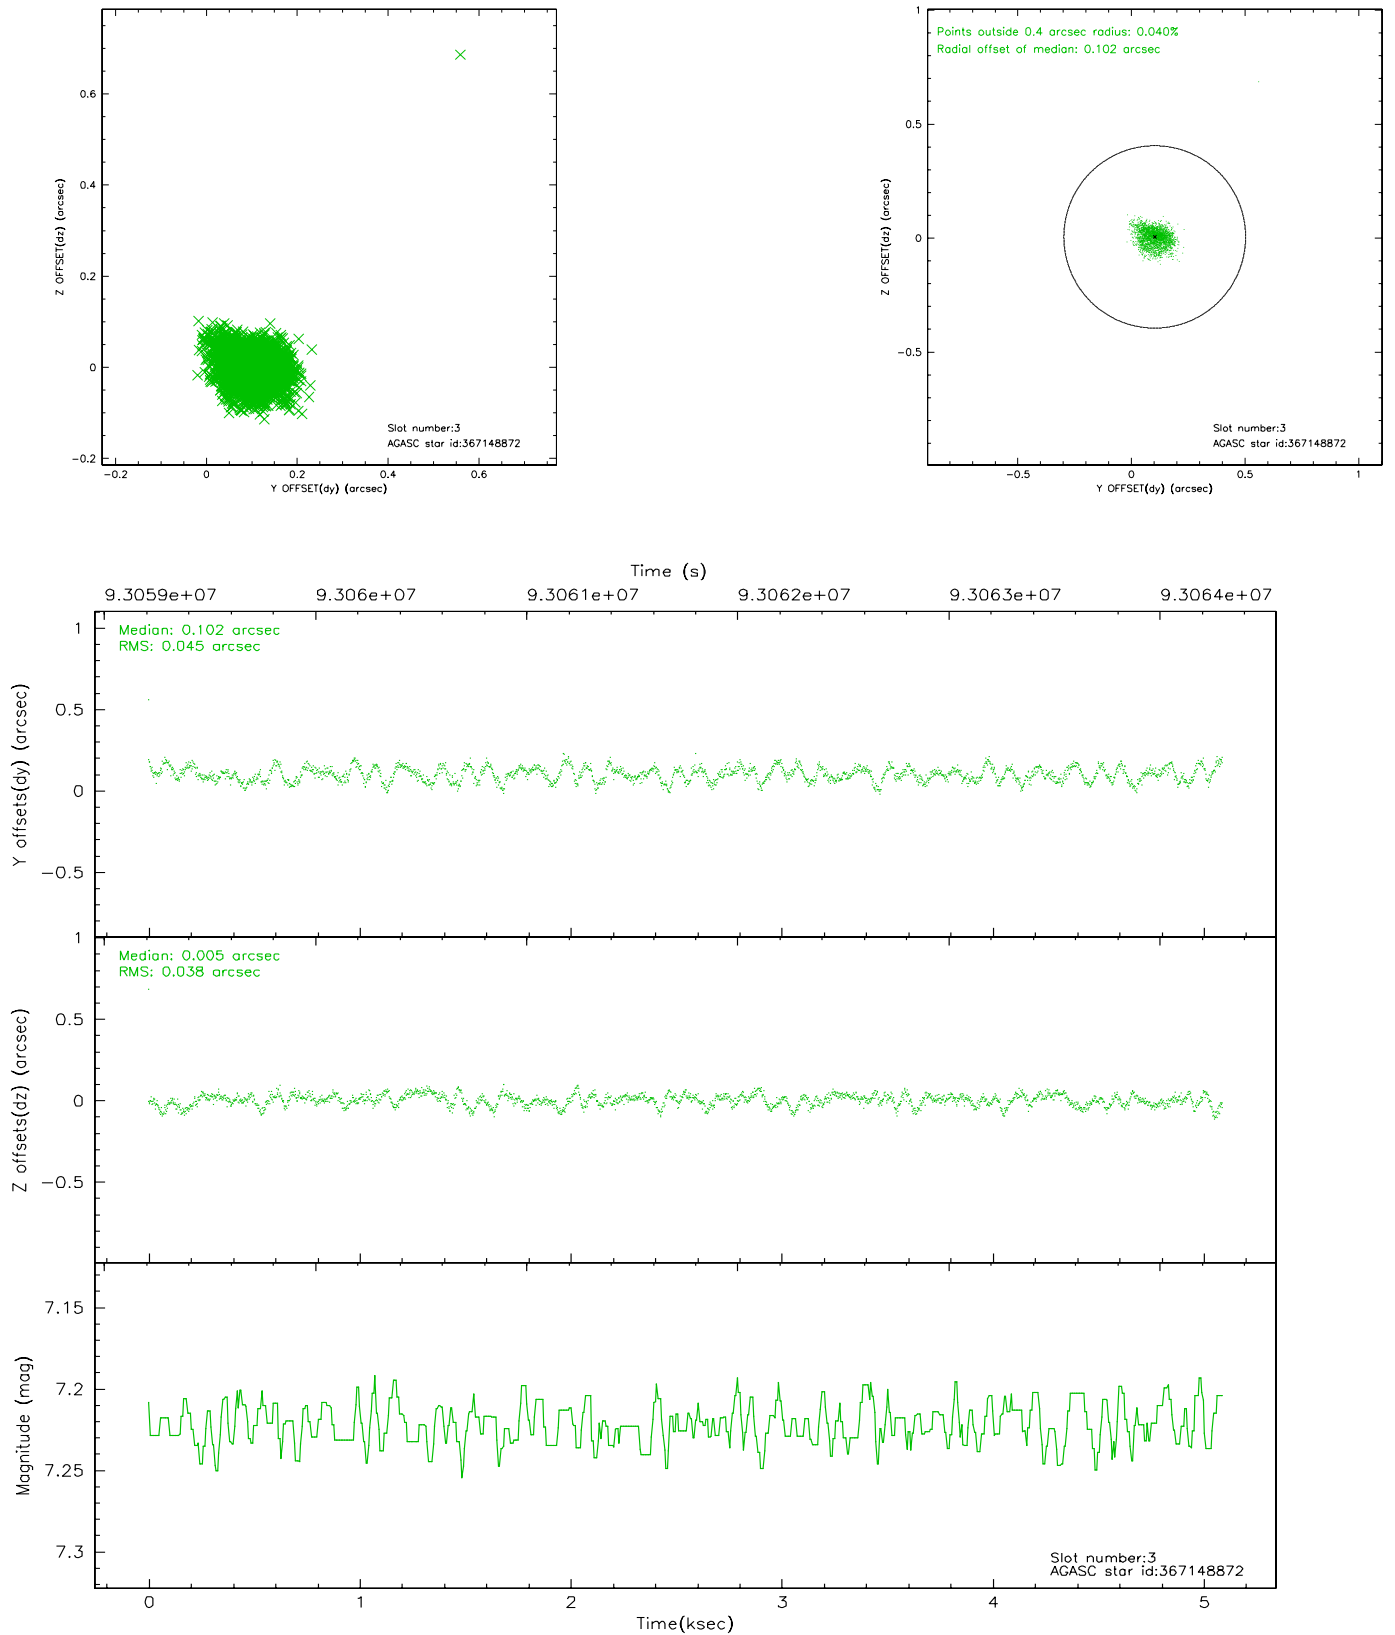 0.6
0.4
0.2
0
−0.2
−0.2
0
0.2
0.4
0.6
Z OFFSET(dz) (arcsec)
Y OFFSET(dy) (arcsec)
Slot number:3
AGASC star id:367148872
Points outside 0.4 arcsec radius: 0.040%
Radial offset of median: 0.102 arcsec
1
0.5
0
−0.5
−0.5
0
0.5
1
Z OFFSET(dz) (arcsec)
Y OFFSET(dy) (arcsec)
Slot number:3
AGASC star id:367148872
Time (s)
9.3059e+07 9.306e+07 9.3061e+07 9.3062e+07 9.3063e+07 9.3064e+07
Median: 0.102 arcsec
RMS: 0.045 arcsec
1
0.5
0
−0.5
Y offsets(dy) (arcsec)
Median: 0.005 arcsec
RMS: 0.038 arcsec
1
0.5
0
−0.5
Z offsets(dz) (arcsec)
7.15
7.2
7.25
7.3
Magnitude (mag)
Slot number:3
AGASC star id:367148872
0 1 2 3 4 5
Time(ksec)